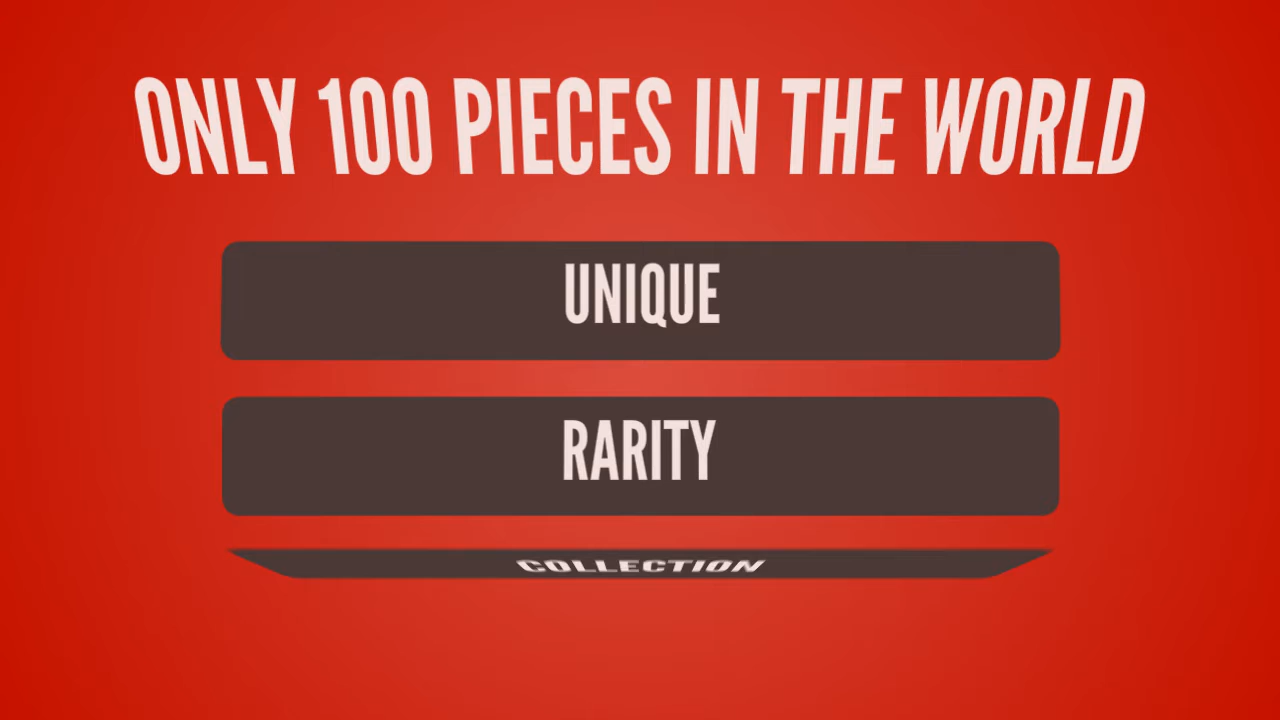 ONLY 100 PIECES IN THE WORLD
UNIQUE
RARITY
COLLECTION